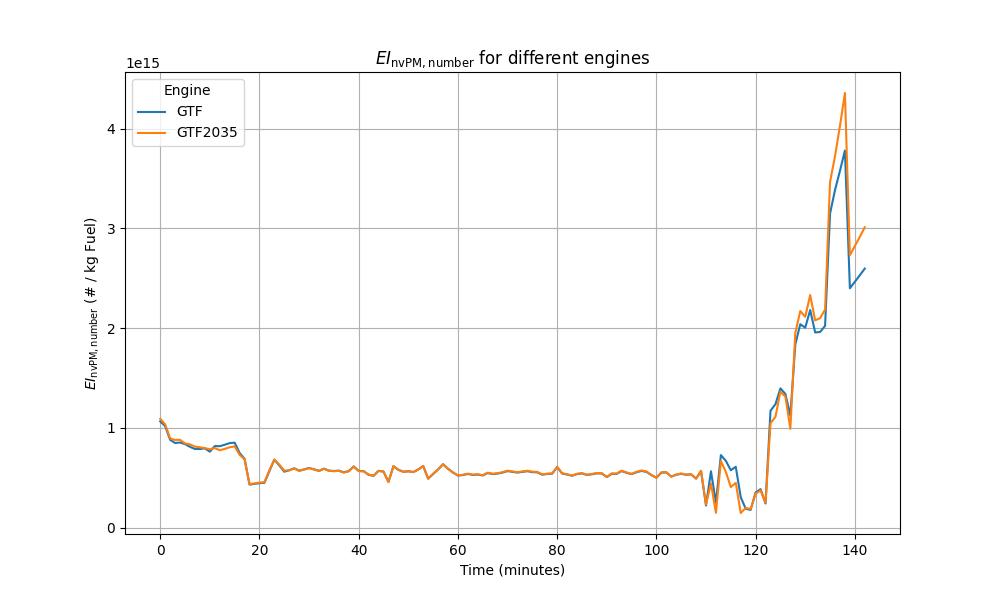 EI_nvPM, number for different engines
1e15
Engine
GTF
GTF2035
4
3
2
1
0
EI_nvPM, number (# / kg Fuel)
0 20 40 60 80 100 120 140
Time (minutes)